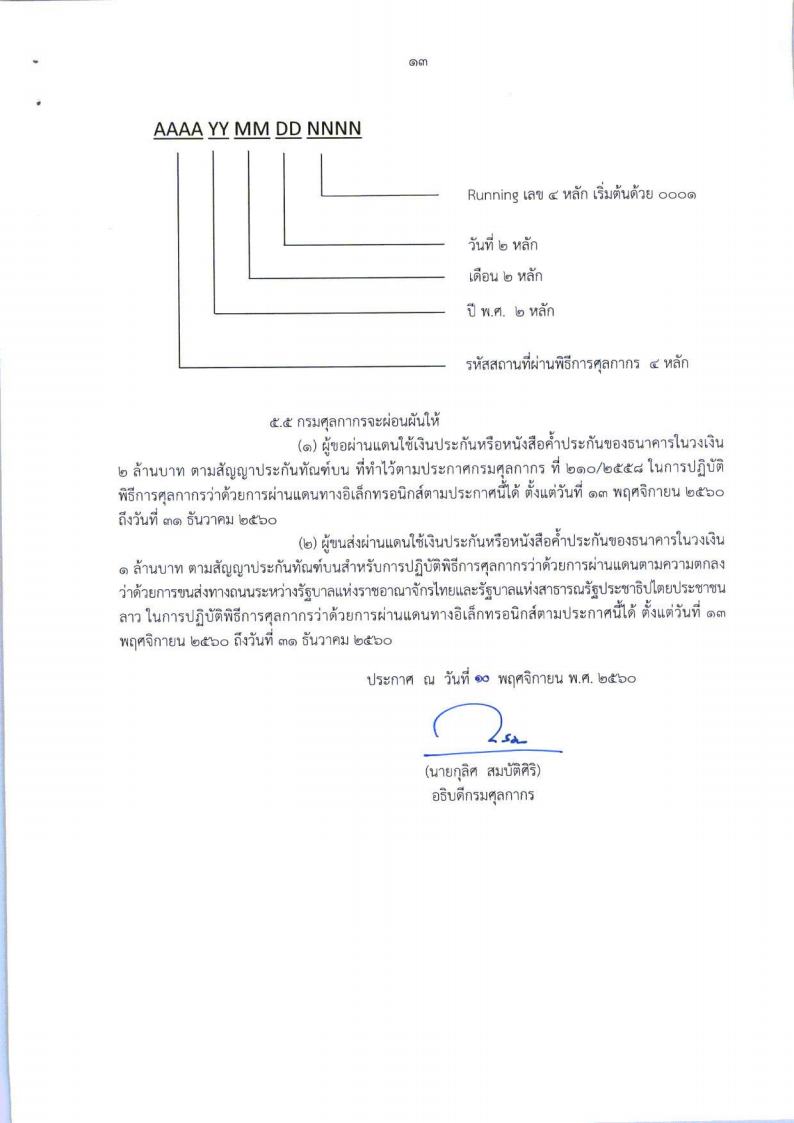 ๑๓
AAAA YY MM DD NNNN
Running เลข ๔ หลัก เริ่มต้นด้วย ๐๐๐๑
วันที่ ๒ หลัก
เดือน ๒ หลัก
ปี พ.ศ. ๒ หลัก
รหัสสถานที่ผ่านพิธีการศุลกากร ๔ หลัก
๕.๕ กรมศุลกากรจะผ่อนผันให้
(๑) ผู้ขอผ่านแดนใช้เงินประกันหรือหนังสือค้ำประกันของธนาคารในวงเงิน
๒ ล้านบาท ตามสัญญาประกันทัณฑ์บน ที่ทำไว้ตามประกาศกรมศุลกากร ที่ ๒๑๐/๒๕๕๘ ในการปฏิบัติ
พิธีการศุลกากรว่าด้วยการผ่านแดนทางอิเล็กทรอนิกส์ตามประกาศนี้ได้ ตั้งแต่วันที่ ๑๓ พฤศจิกายน ๒๕๖๐
ถึงวันที่ ๓๑ ธันวาคม ๒๕๖๐
(๒) ผู้ขนส่งผ่านแดนใช้เงินประกันหรือหนังสือค้ำประกันของธนาคารในวงเงิน
๑ ล้านบาท ตามสัญญาประกันทัณฑ์บนสำหรับการปฏิบัติพิธีการศุลกากรว่าด้วยการผ่านแดนตามความตกลง
ว่าด้วยการขนส่งทางถนนระหว่างรัฐบาลแห่งราชอาณาจักรไทยและรัฐบาลแห่งสาธารณรัฐประชาธิปไตยประชาชน
ลาว ในการปฏิบัติพิธีการศุลกากรว่าด้วยการผ่านแดนทางอิเล็กทรอนิกส์ตามประกาศนี้ได้ ตั้งแต่วันที่ ๑๓
พฤศจิกายน ๒๕๖๐ ถึงวันที่ ๓๑ ธันวาคม ๒๕๖๐
ประกาศ ณ วันที่ ๑๐ พฤศจิกายน พ.ศ. ๒๕๖๐
(นายกุลิศ สมบัติศิริ)
อธิบดีกรมศุลกากร